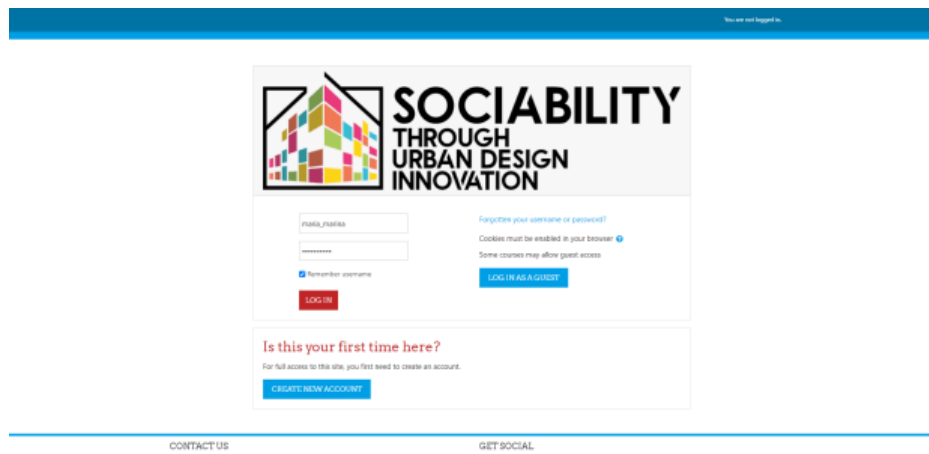 You are not logged in.
SOCIABILITY
THROUGH
URBAN DESIGN
INNOVATION
maria_marina
Remember username
LOG IN
Forgotten your username or password?
Cookies must be enabled in your browser
Some courses may allow guest access
LOG IN AS A GUEST
Is this your first time here?
For full access to this site, you first need to create an account.
CREATE NEW ACCOUNT
CONTACT US
GET SOCIAL